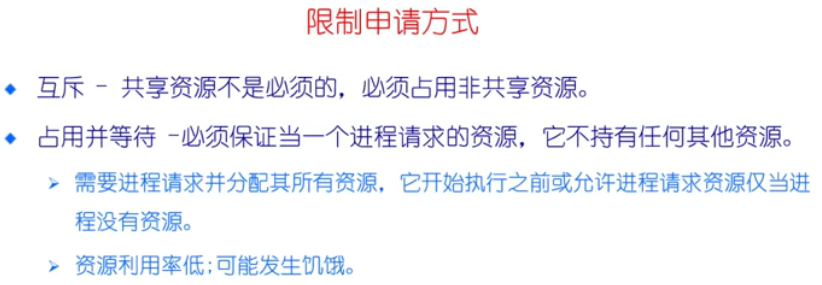 限制申请方式
互斥 - 共享资源不是必须的，必须占用非共享资源。
占用并等待 -必须保证当一个进程请求的资源，它不持有任何其他资源。
需要进程请求并分配其所有资源，它开始执行之前或允许进程请求资源仅当进
程没有资源。
资源利用率低;可能发生饥饿。